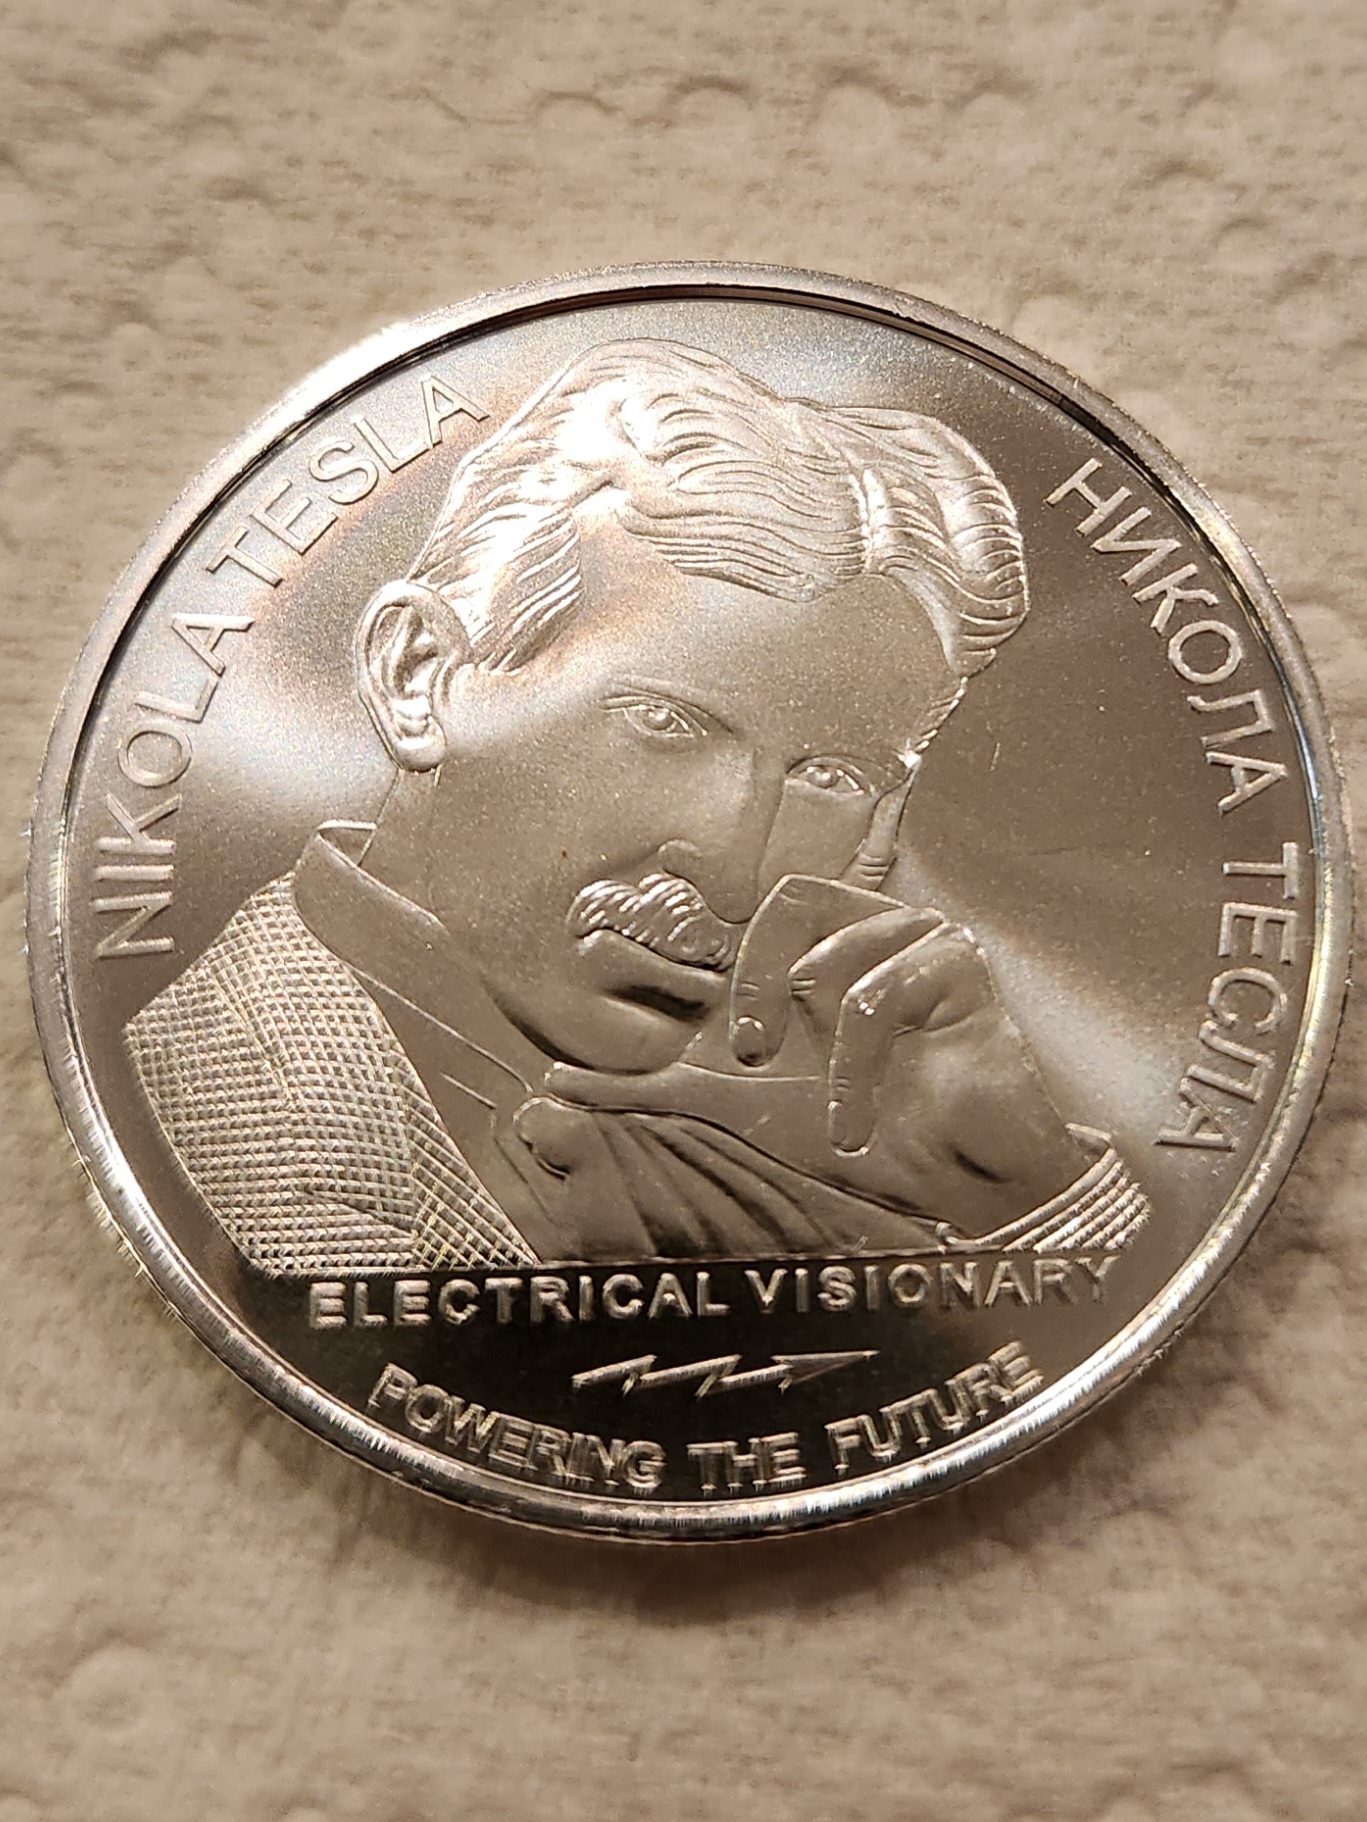 NIKOLA TESLA
НИКОЛА ТЕСЛА
ELECTRICAL VISIONARY
POWERING THE FUTURE